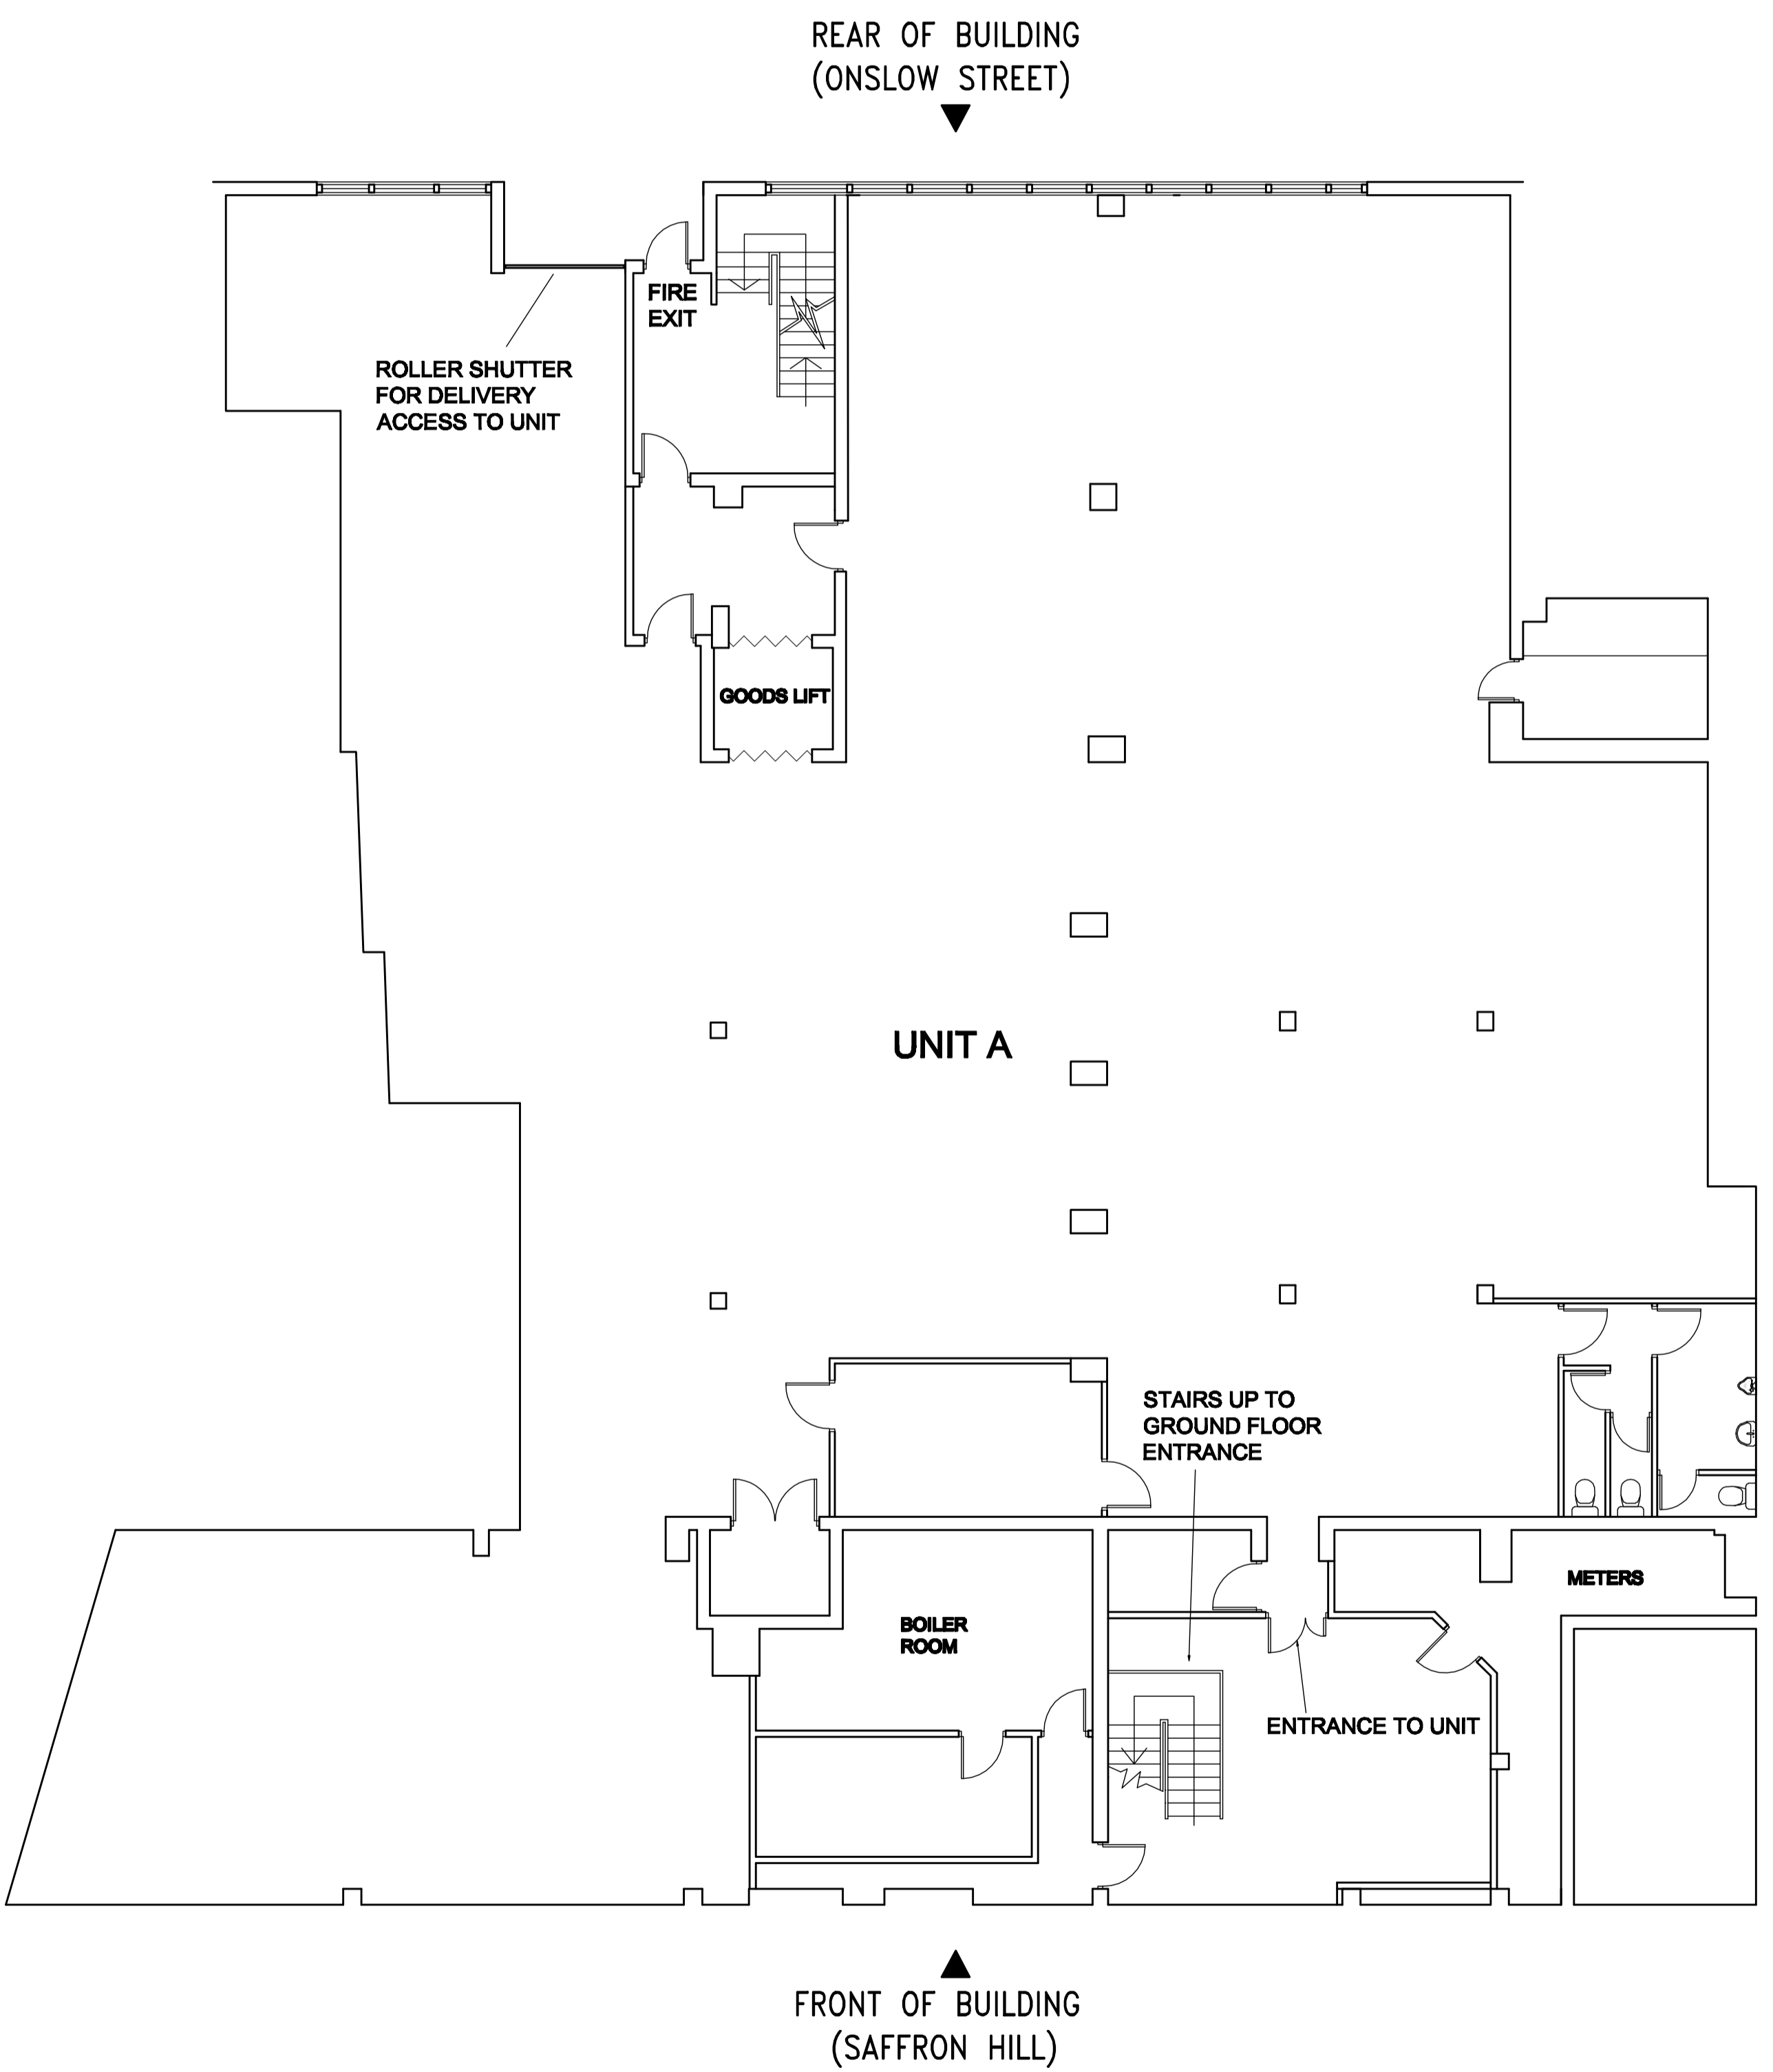 REAR OF BUILDING
(ONSLOW STREET)
FIRE
EXIT
ROLLER SHUTTER
FOR DELIVERY
ACCESS TO UNIT
GOODS LIFT
UNIT A
STAIRS UP TO
GROUND FLOOR
ENTRANCE
METERS
BOILER
ROOM
ENTRANCE TO UNIT
FRONT OF BUILDING
(SAFFRON HILL)